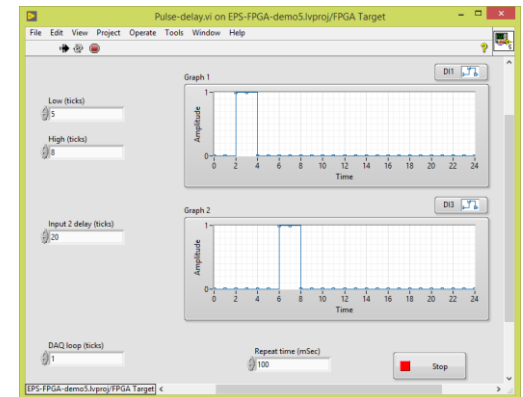 Pulse-delay.vi on EPS-FPGA-demo5.lvproj/FPGA Target
File Edit View Project Operate Tools Window Help
Graph 1
DI1
Low (ticks)
5
High (ticks)
8
Amplitude
1
0
0 2 4 6 8 10 12 14 16 18 20 22 24
Time
Graph 2
DI3
Input 2 delay (ticks)
20
Amplitude
1
0
0 2 4 6 8 10 12 14 16 18 20 22 24
Time
DAQ loop (ticks)
1
Repeat time (mSec)
100
Stop
EPS-FPGA-demo5.lvproj/FPGA Target